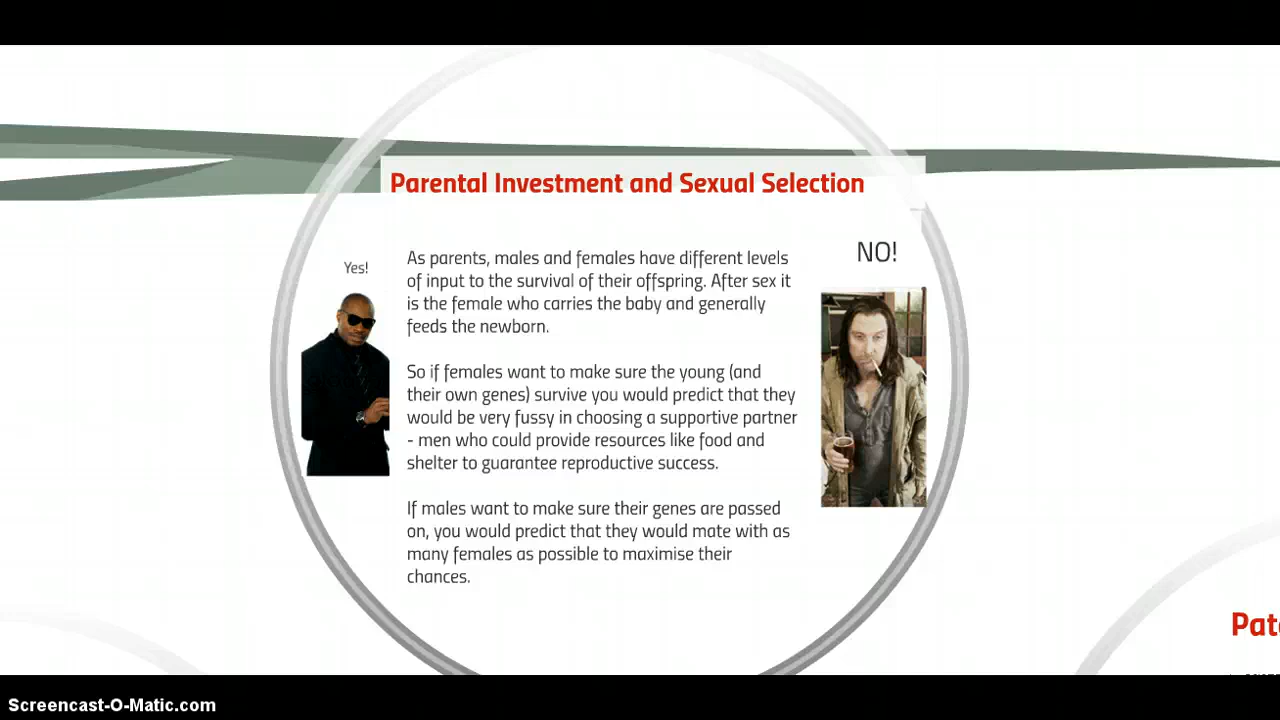 Parental Investment and Sexual Selection
Yes!
NO!
As parents, males and females have different levels
of input to the survival of their offspring. After sex it
is the female who carries the baby and generally
feeds the newborn.
So if females want to make sure the young (and
their own genes) survive you would predict that they
would be very fussy in choosing a supportive partner
- men who could provide resources like food and
shelter to guarantee reproductive success.
If males want to make sure their genes are passed
on, you would predict that they would mate with as
many females as possible to maximise their
chances.
Screencast-O-Matic.com